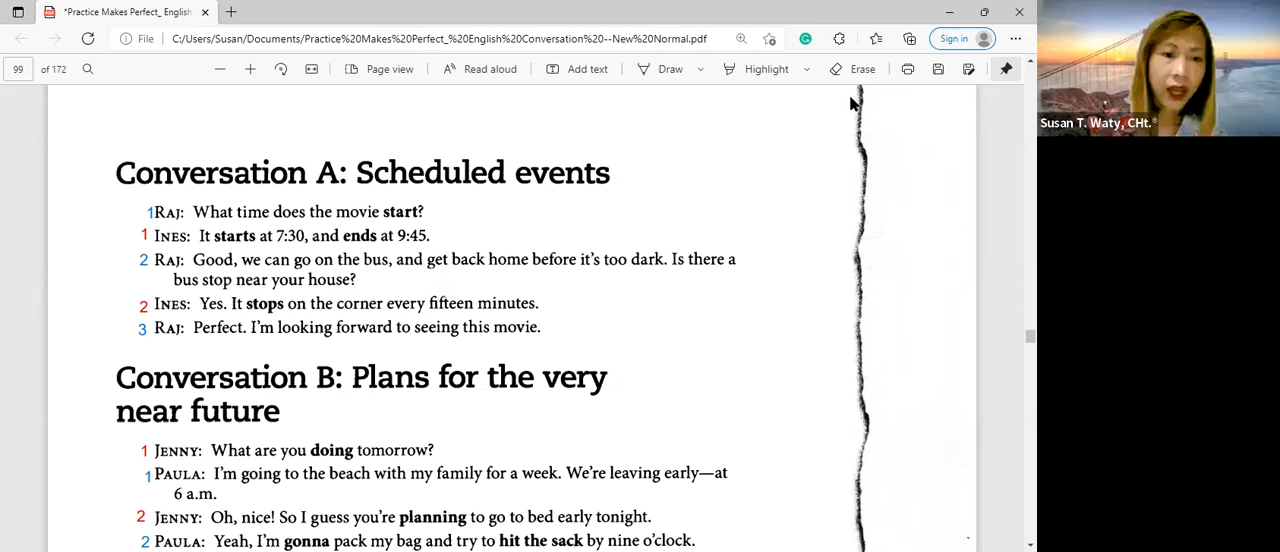 *Practice Makes Perfect_ English
File C:/Users/Susan/Documents/Practice%20Makes%20Perfect_%20English%20Conversation%20--New%20Normal.pdf
Sign in
99 of 172 Page view Read aloud Add text Draw Highlight Erase
Susan T. Waty, CHt.®
Conversation A: Scheduled events
1 RAJ: What time does the movie start?
1 INES: It starts at 7:30, and ends at 9:45.
2 RAJ: Good, we can go on the bus, and get back home before it's too dark. Is there a
bus stop near your house?
2 INES: Yes. It stops on the corner every fifteen minutes.
3 RAJ: Perfect. I'm looking forward to seeing this movie.
Conversation B: Plans for the very
near future
1 JENNY: What are you doing tomorrow?
1 PAULA: I'm going to the beach with my family for a week. We're leaving early—at
6 a.m.
2 JENNY: Oh, nice! So I guess you're planning to go to bed early tonight.
2 PAULA: Yeah, I'm gonna pack my bag and try to hit the sack by nine o'clock.